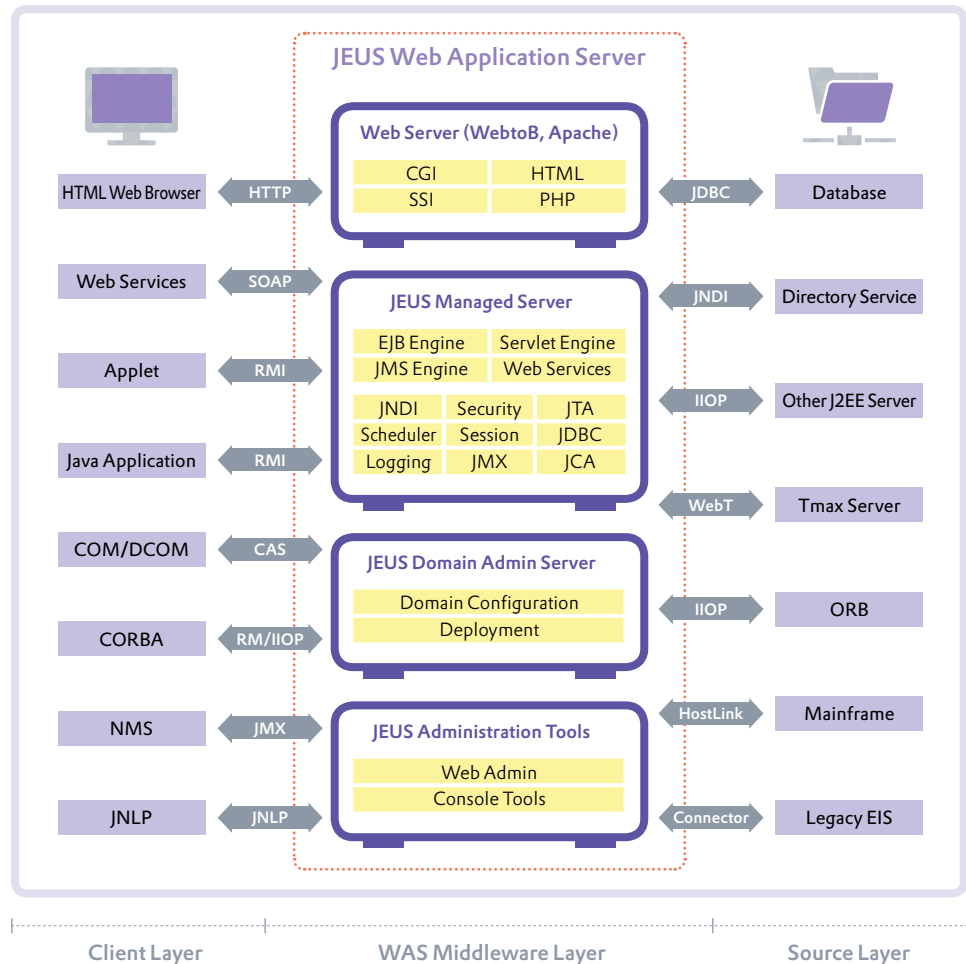 JEUS Web Application Server
Web Server (WebtoB, Apache)
CGI
HTML
SSI
PHP
HTML Web Browser
HTTP
JDBC
Database
Web Services
SOAP
JEUS Managed Server
JNDI
Directory Service
EJB Engine
Servlet Engine
JMS Engine
Web Services
Applet
RMI
JNDI
Security
JTA
Scheduler
Session
JDBC
Logging
JMX
JCA
IIOP
Other J2EE Server
Java Application
RMI
WebT
Tmax Server
COM/DCOM
CAS
JEUS Domain Admin Server
Domain Configuration
Deployment
IIOP
ORB
CORBA
RM/IIOP
HostLink
Mainframe
NMS
JMX
JEUS Administration Tools
Web Admin
Console Tools
JNLP
JNLP
Connector
Legacy EIS
Client Layer
WAS Middleware Layer
Source Layer